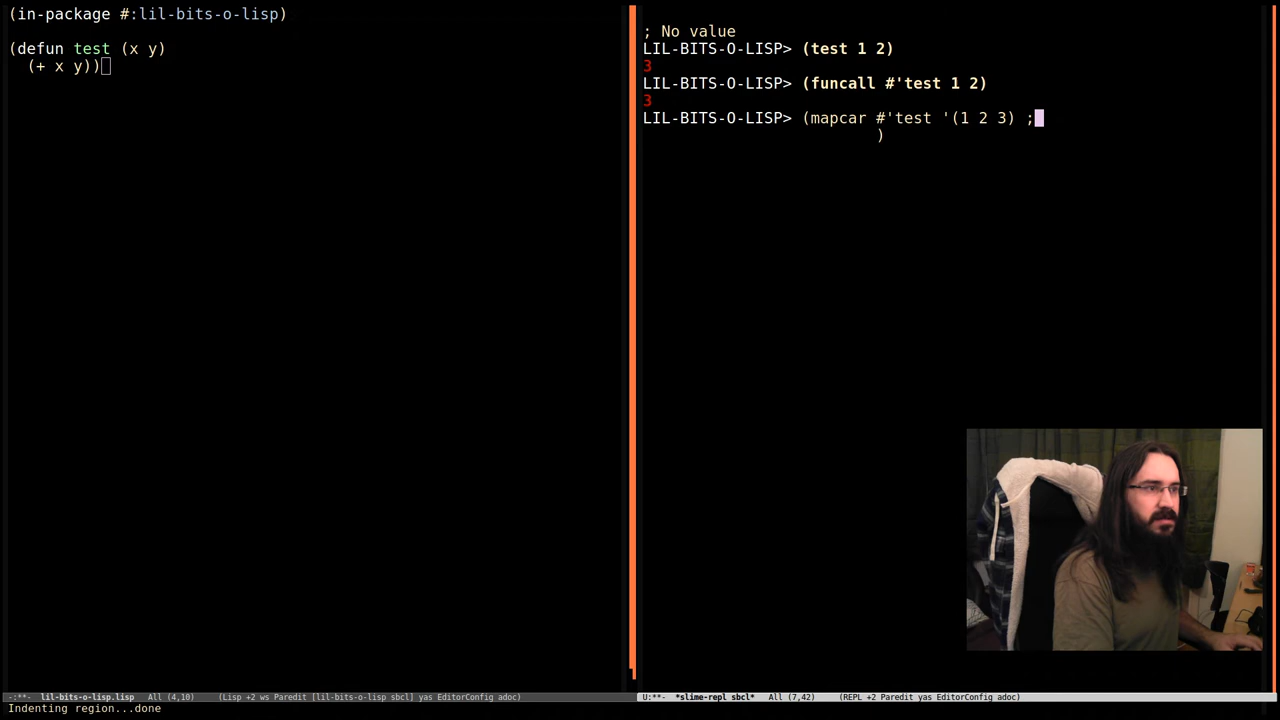 (in-package #:lil-bits-o-lisp)
(defun test (x y)
  (+ x y))
; No value
LIL-BITS-O-LISP> (test 1 2)
3
LIL-BITS-O-LISP> (funcall #'test 1 2)
3
LIL-BITS-O-LISP> (mapcar #'test '(1 2 3) ;
)
-:**-  lil-bits-o-lisp.lisp   All (4,10)     (Lisp +2 ws Paredit [lil-bits-o-lisp sbcl] yas EditorConfig adoc)
U:**-  *slime-repl sbcl*   All (7,42)     (REPL +2 Paredit yas EditorConfig adoc)
Indenting region...done